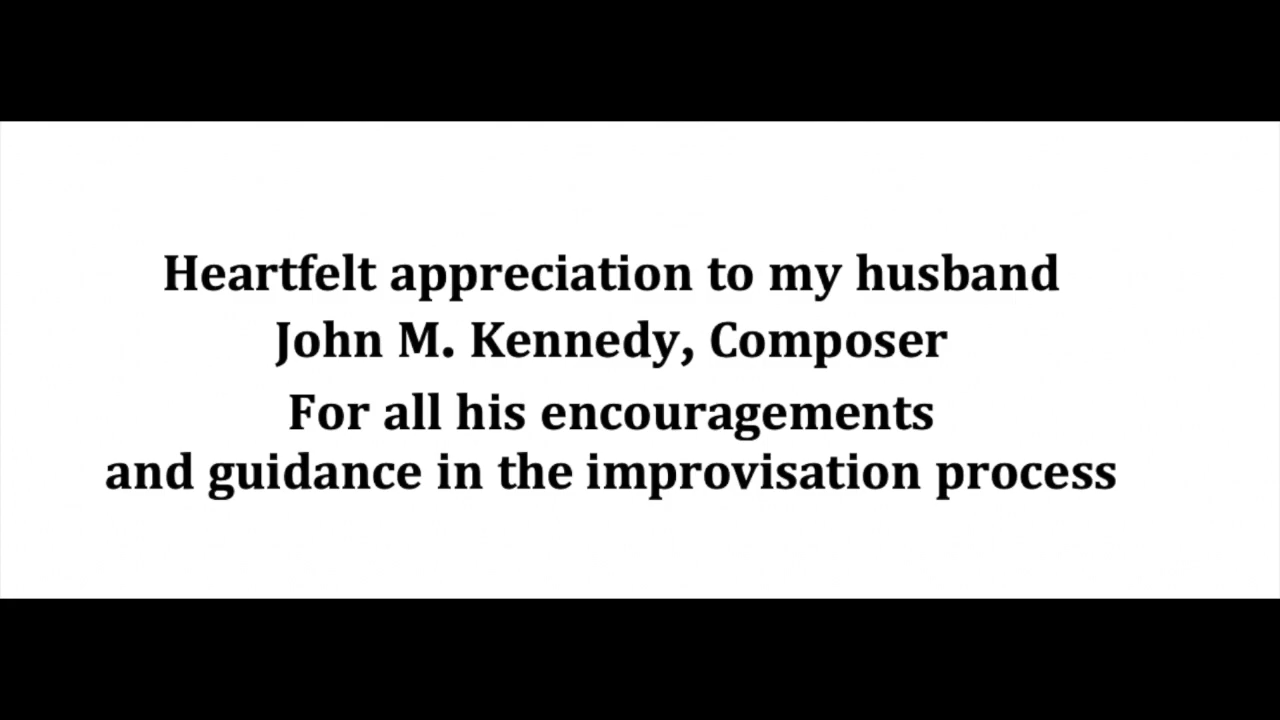 Heartfelt appreciation to my husband
John M. Kennedy, Composer
For all his encouragements
and guidance in the improvisation process